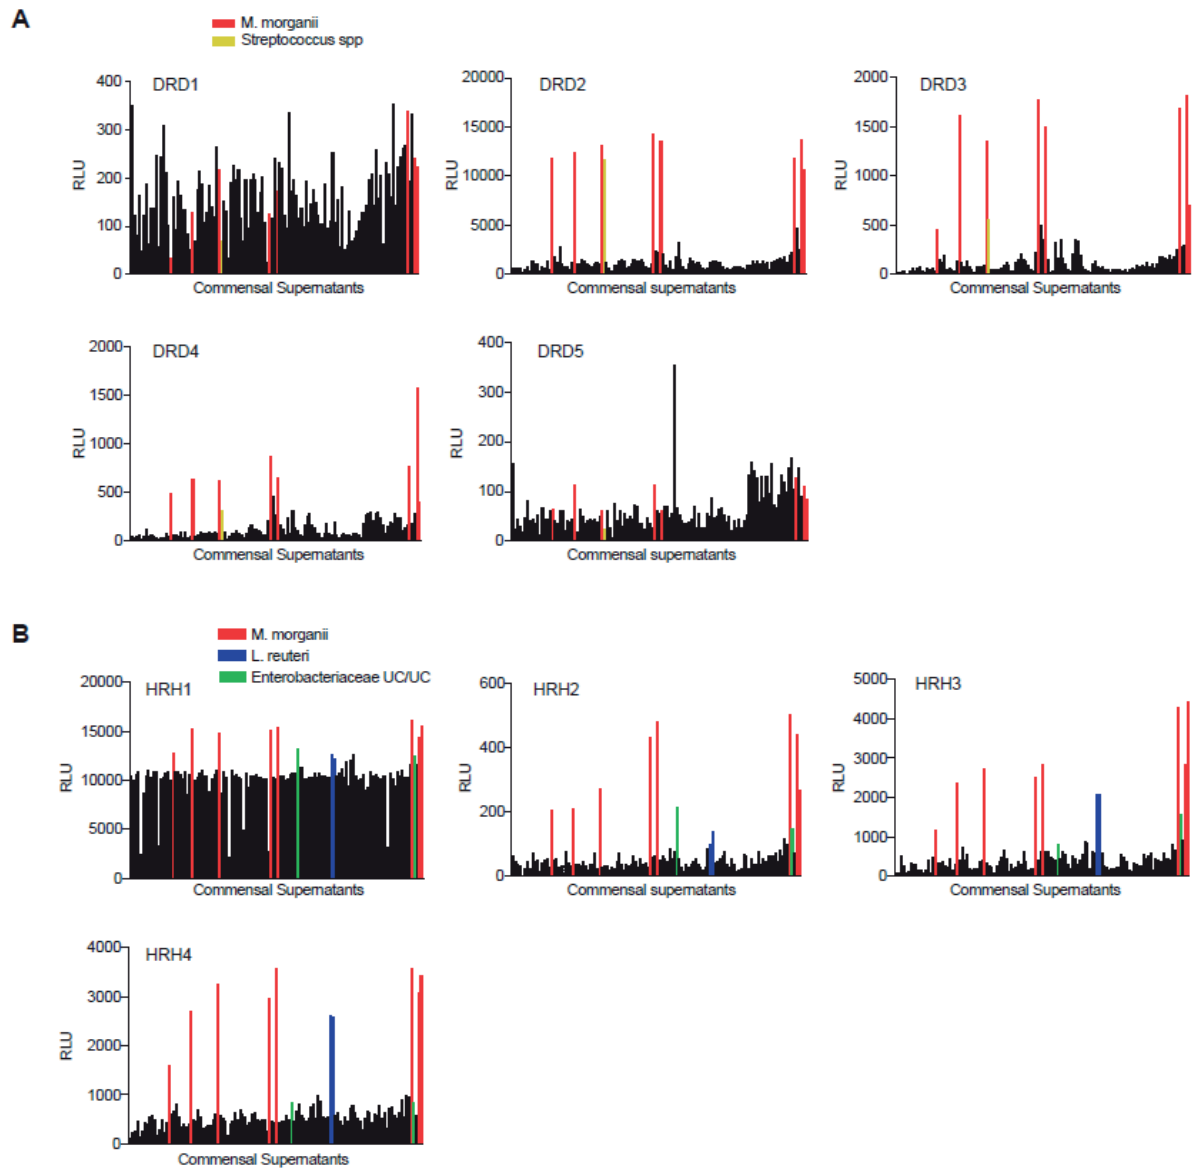 A
M. morganii
Streptococcus spp
DRD1
400
300
200
100
0
RLU
Commensal Supernatants
DRD2
20000
15000
10000
5000
0
RLU
Commensal supernatants
DRD3
2000
1500
1000
500
0
RLU
Commensal Supernatants
DRD4
2000
1500
1000
500
0
RLU
Commensal Supernatants
DRD5
400
300
200
100
0
RLU
Commensal Supernatants
B
M. morganii
L. reuteri
Enterobacteriaceae UC/UC
HRH1
20000
15000
10000
5000
0
RLU
Commensal Supernatants
HRH2
600
400
200
0
RLU
Commensal Supernatants
HRH3
5000
4000
3000
2000
1000
0
RLU
Commensal Supernatants
HRH4
4000
3000
2000
1000
0
RLU
Commensal Supernatants